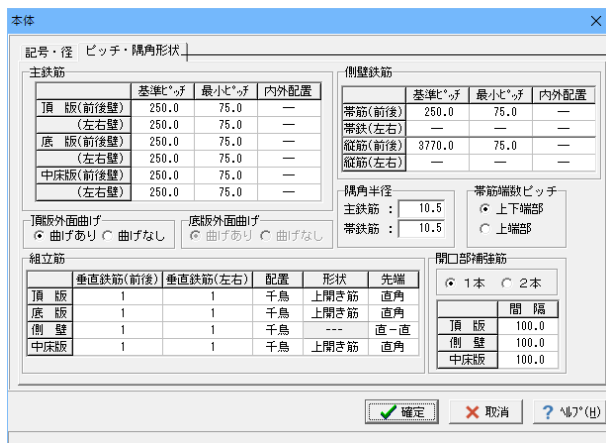 本体
記号・径 ピッチ・隅角形状
主鉄筋
基準ﾋﾟｯﾁ 最小ﾋﾟｯﾁ 内外配置
頂 版(前後壁) 250.0 75.0 ―
(左右壁) 250.0 75.0 ―
底 版(前後壁) 250.0 75.0 ―
(左右壁) 250.0 75.0 ―
中床版(前後壁) 250.0 75.0 ―
(左右壁) 250.0 75.0 ―
側壁鉄筋
基準ﾋﾟｯﾁ 最小ﾋﾟｯﾁ 内外配置
帯筋(前後) 250.0 75.0 ―
帯鉄(左右) ― ― ―
縦筋(前後) 3770.0 75.0 ―
縦筋(左右) ― ― ―
頂版外面曲げ
曲げあり 曲げなし
底版外面曲げ
曲げあり 曲げなし
隅角半径
主鉄筋 : 10.5
帯鉄筋 : 10.5
帯筋端数ピッチ
上下端部
上端部
組立筋
垂直鉄筋(前後) 垂直鉄筋(左右) 配置 形状 先端
頂 版 1 1 千鳥 上開き筋 直角
底 版 1 1 千鳥 上開き筋 直角
側 壁 1 1 千鳥 --- 直−直
中床版 1 1 千鳥 上開き筋 直角
開口部補強筋
1本 2本
間 隔
頂 版 100.0
側 壁 100.0
中床版 100.0
確定 取消 ? ﾍﾙﾌﾟ(H)